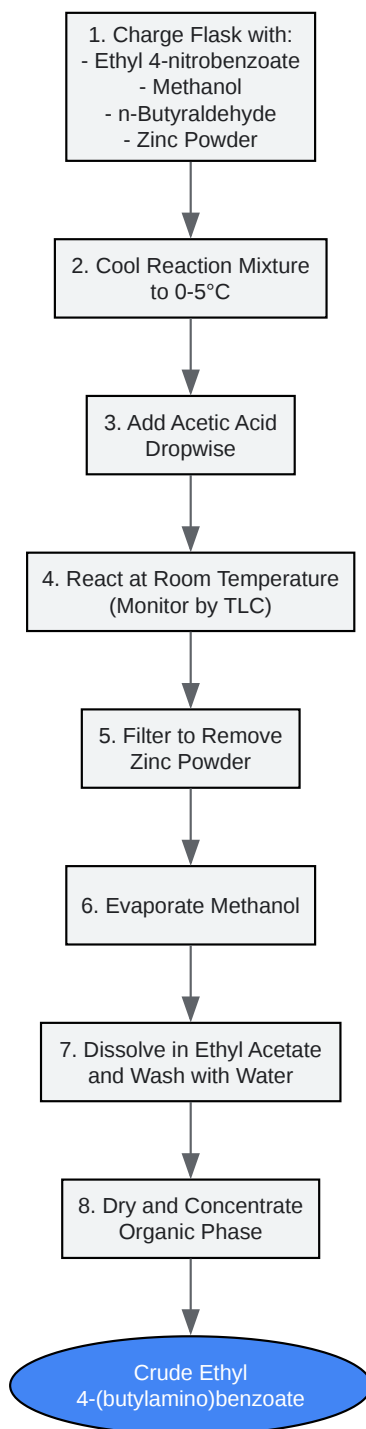 1. Charge Flask with:
- Ethyl 4-nitrobenzoate
- Methanol
- n-Butyraldehyde
- Zinc Powder
2. Cool Reaction Mixture
to 0-5°C
3. Add Acetic Acid
Dropwise
4. React at Room Temperature
(Monitor by TLC)
5. Filter to Remove
Zinc Powder
6. Evaporate Methanol
7. Dissolve in Ethyl Acetate
and Wash with Water
8. Dry and Concentrate
Organic Phase
Crude Ethyl
4-(butylamino)benzoate